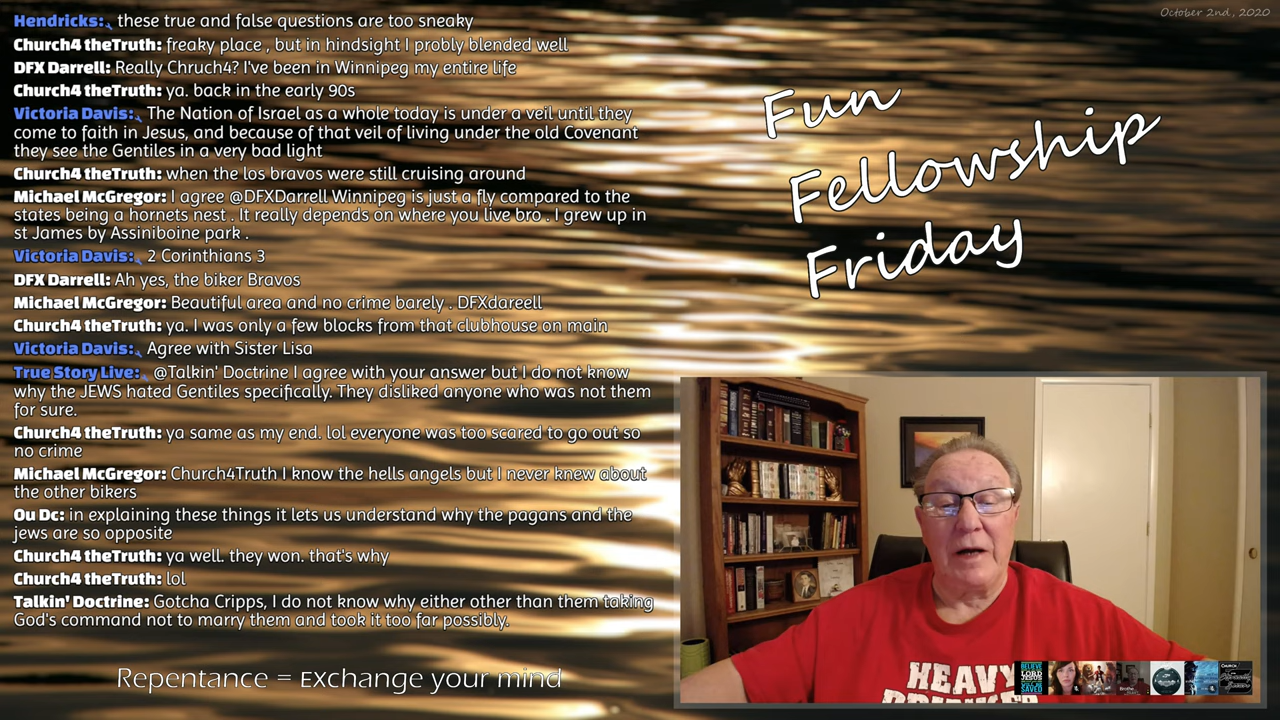 Hendricks: these true and false questions are too sneaky
Church4 theTruth: freaky place , but in hindsight I probly blended well
DFX Darrell: Really Chruch4? I've been in Winnipeg my entire life
Church4 theTruth: ya. back in the early 90s
Victoria Davis: The Nation of Israel as a whole today is under a veil until they
come to faith in Jesus, and because of that veil of living under the old Covenant
they see the Gentiles in a very bad light
Church4 theTruth: when the los bravos were still cruising around
Michael McGregor: I agree @DFXDarrell Winnipeg is just a fly compared to the
states being a hornets nest . It really depends on where you live bro . I grew up in
st James by Assiniboine park .
Victoria Davis: 2 Corinthians 3
DFX Darrell: Ah yes, the biker Bravos
Michael McGregor: Beautiful area and no crime barely . DFXdareell
Church4 theTruth: ya. I was only a few blocks from that clubhouse on main
Victoria Davis: Agree with Sister Lisa
True Story Live: @Talkin' Doctrine I agree with your answer but I do not know
why the JEWS hated Gentiles specifically. They disliked anyone who was not them
for sure.
Church4 theTruth: ya same as my end. lol everyone was too scared to go out so
no crime
Michael McGregor: Church4Truth I know the hells angels but I never knew about
the other bikers
Ou Dc: in explaining these things it lets us understand why the pagans and the
jews are so opposite
Church4 theTruth: ya well. they won. that's why
Church4 theTruth: lol
Talkin' Doctrine: Gotcha Cripps, I do not know why either other than them taking
God's command not to marry them and took it too far possibly.
Repentance = EXchange your mind
October 2nd, 2020
Fun
Fellowship
Friday
HEAVY
BELIEVE
LORD
JESUS
SAVED